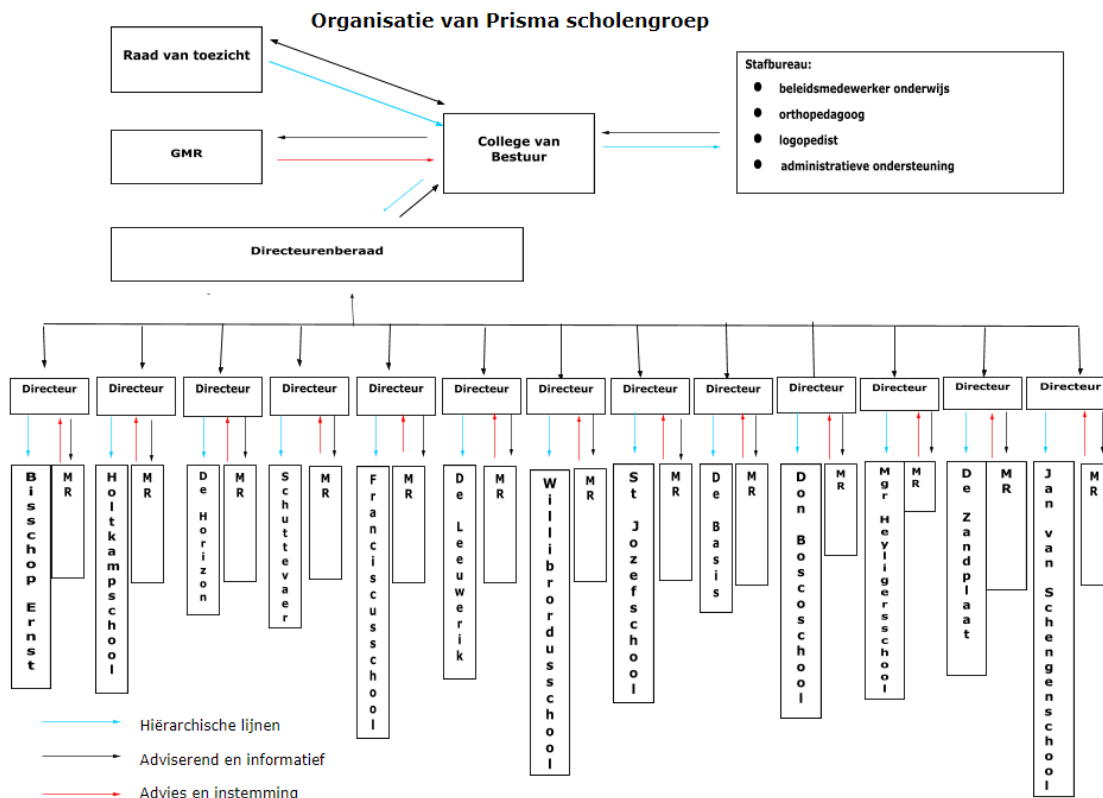 Organisatie van Prisma scholengroep
Raad van toezicht
Stafbureau:
● beleidsmedewerker onderwijs
● orthopedagoog
● logopedist
● administratieve ondersteuning
GMR
College van
Bestuur
Directeurenberaad
Directeur
Directeur
Directeur
Directeur
Directeur
Directeur
Directeur
Directeur
Directeur
Directeur
Directeur
Directeur
Directeur
Bisschop Ernst
MR
Holtkampschool
MR
De Horizon
MR
Schuttevaer
MR
Franciscusschool
MR
De Leeuwerik
MR
Willibrordusschool
MR
St Jozefschool
MR
De Basis
MR
Don Boscoschool
MR
Mgr Heyligersschool
MR
De Zandplaat
MR
Jan van Schengenschool
MR
Hiërarchische lijnen
Adviserend en informatief
Advies en instemming